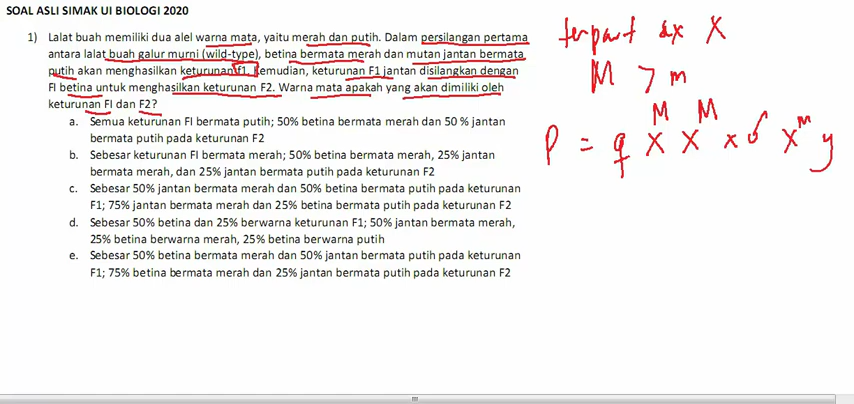 SOAL ASLI SIMAK UI BIOLOGI 2020
1) Lalat buah memiliki dua alel warna mata, yaitu merah dan putih. Dalam persilangan pertama
antara lalat buah galur murni (wild-type), betina bermata merah dan mutan jantan bermata
putih akan menghasilkan keturunan f1. Kemudian, keturunan F1 jantan disilangkan dengan
FI betina untuk menghasilkan keturunan F2. Warna mata apakah yang akan dimiliki oleh
keturunan FI dan F2?
a. Semua keturunan FI bermata putih; 50% betina bermata merah dan 50 % jantan
bermata putih pada keturunan F2
b. Sebesar keturunan FI bermata merah; 50% betina bermata merah, 25% jantan
bermata merah, dan 25% jantan bermata putih pada keturunan F2
c. Sebesar 50% jantan bermata merah dan 50% betina bermata putih pada keturunan
F1; 75% jantan bermata merah dan 25% betina bermata putih pada keturunan F2
d. Sebesar 50% betina dan 25% berwarna keturunan F1; 50% jantan bermata merah,
25% betina berwarna merah, 25% betina berwarna putih
e. Sebesar 50% betina bermata merah dan 50% jantan bermata putih pada keturunan
F1; 75% betina bermata merah dan 25% jantan bermata putih pada keturunan F2
terpaut X
M > m
P = ♀ X^M X^M x ♂ X^M y